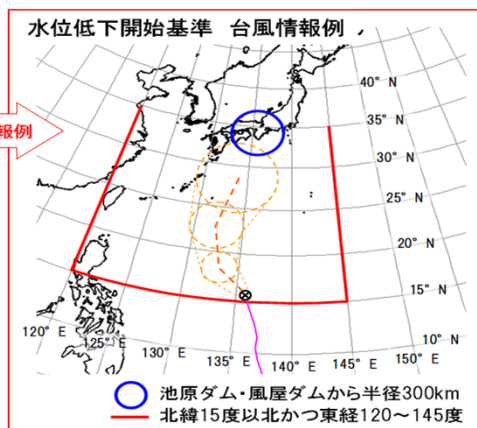 水位低下開始基準 台風情報例
報例
40° N
35° N
30° N
25° N
20° N
15° N
10° N
120° E
125° E
130° E
135° E
140° E
145° E
150° E
池原ダム・風屋ダムから半径300km
北緯15度以北かつ東経120～145度